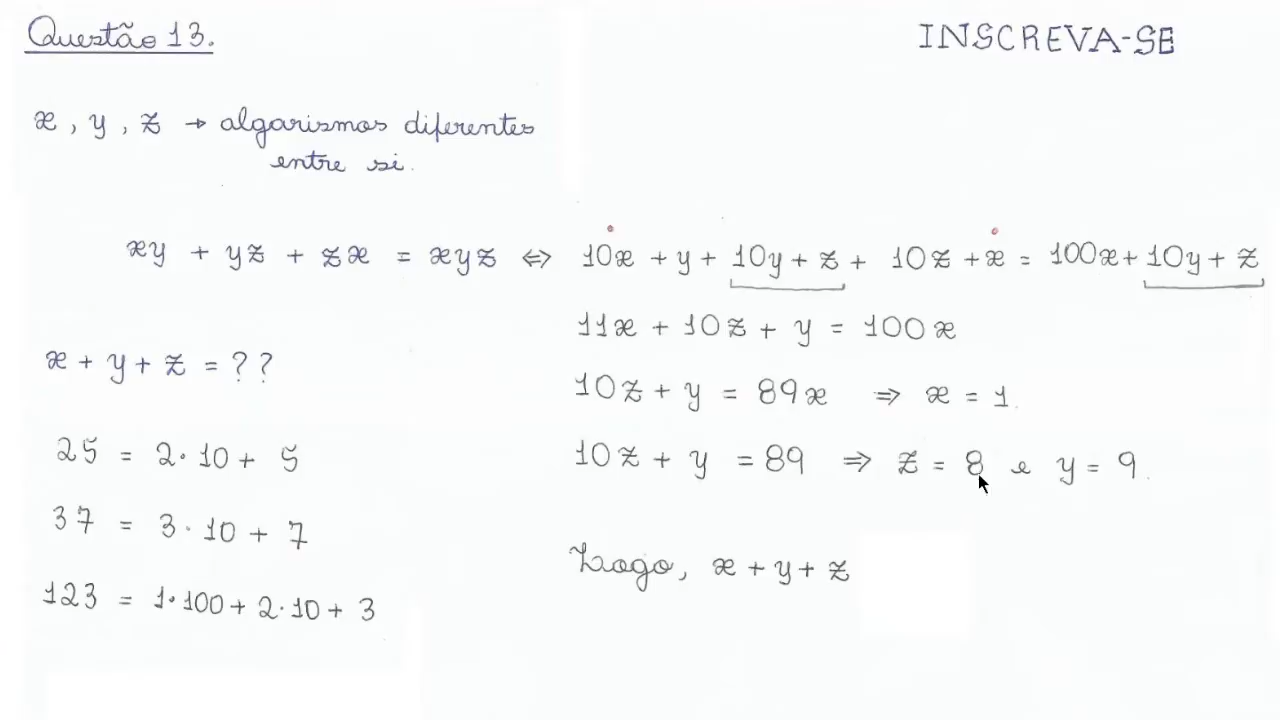 Questão 13.
INSCREVA-SE
x, y, z → algarismos diferentes
entre si.
xy + yz + zx = xyz ⇔ 10x + y + 10y + z + 10z + x = 100x + 10y + z
11x + 10z + y = 100x
x + y + z = ??
10z + y = 89x ⇒ x = 1.
25 = 2·10 + 5
10z + y = 89 ⇒ z = 8 e y = 9.
37 = 3·10 + 7
Logo, x + y + z
123 = 1·100 + 2·10 + 3